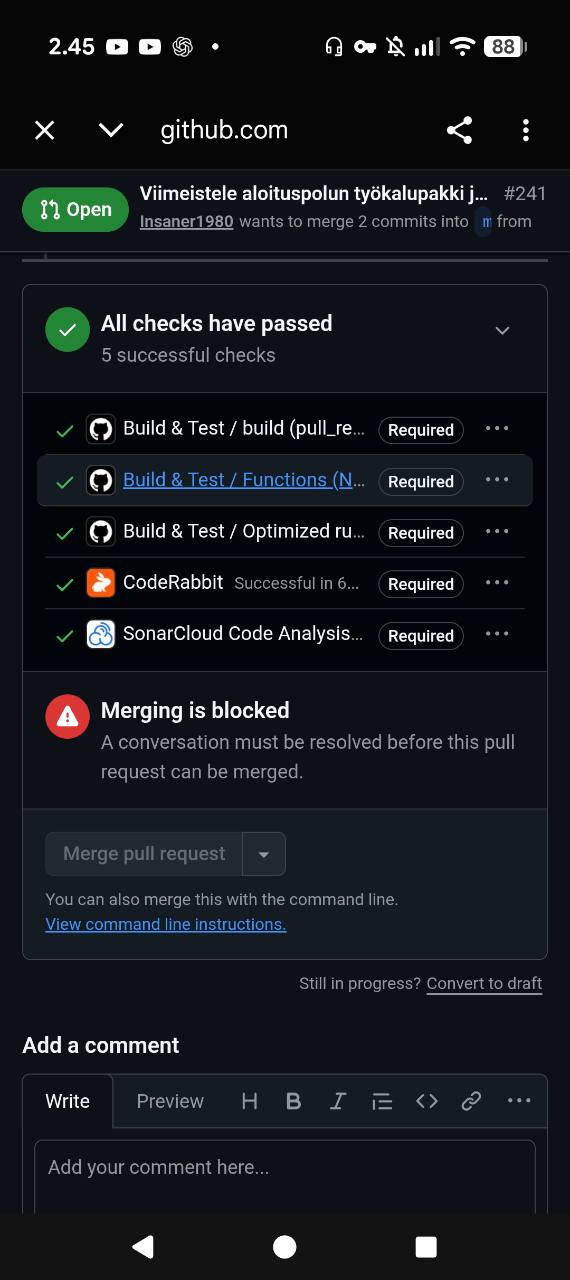 2.45
88
github.com
Open
Viimeistele aloituspolun työkalupakki j... #241
Insaner1980 wants to merge 2 commits into m from
All checks have passed
5 successful checks
Build & Test / build (pull_re... Required
Build & Test / Functions (N... Required
Build & Test / Optimized ru... Required
CodeRabbit Successful in 6... Required
SonarCloud Code Analysis... Required
Merging is blocked
A conversation must be resolved before this pull
request can be merged.
Merge pull request
You can also merge this with the command line.
View command line instructions.
Still in progress? Convert to draft
Add a comment
Write Preview H B I
Add your comment here...